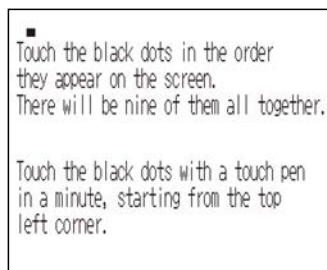 Touch the black dots in the order
they appear on the screen.
There will be nine of them all together.
Touch the black dots with a touch pen
in a minute, starting from the top
left corner.